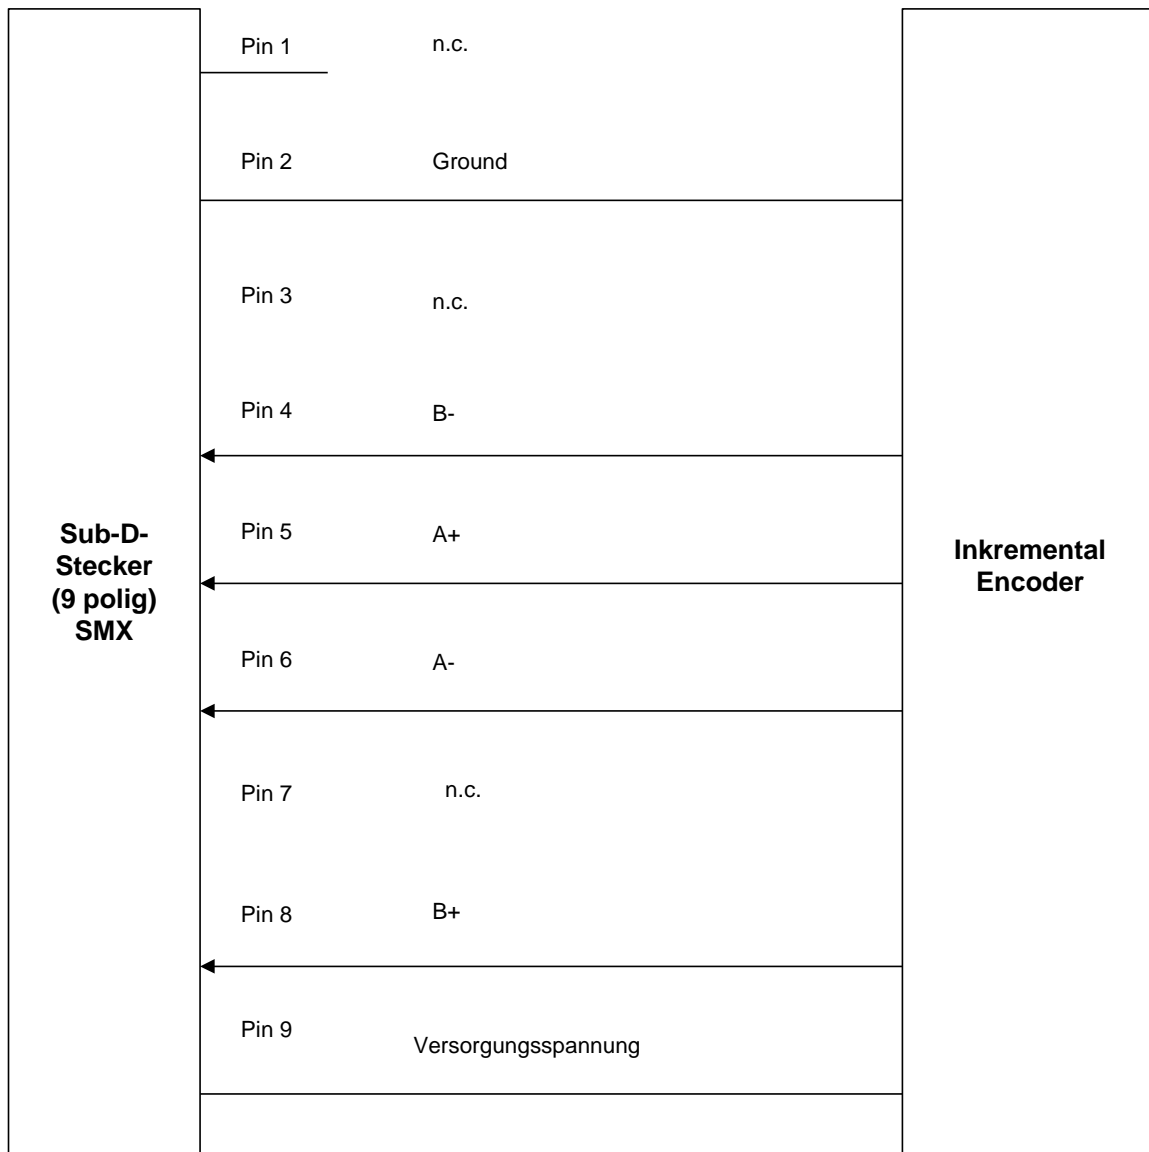 Pin 1 n.c.
Pin 2 Ground
Pin 3 n.c.
Pin 4 B-
Pin 5 A+
Sub-D-
Stecker
(9 polig)
SMX
Inkremental
Encoder
Pin 6 A-
Pin 7 n.c.
Pin 8 B+
Pin 9 Versorgungsspannung